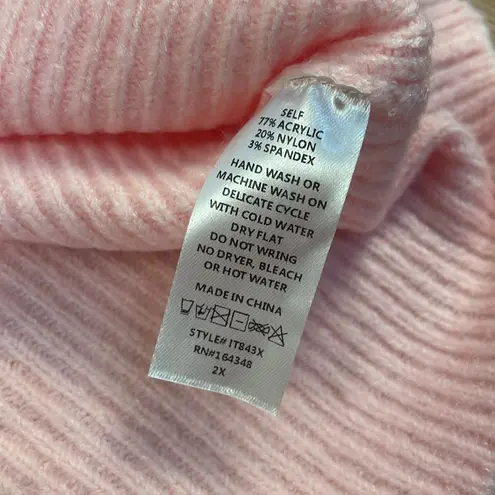 SELF
77% ACRYLIC
20% NYLON
3% SPANDEX
HAND WASH OR
MACHINE WASH ON
DELICATE CYCLE
WITH COLD WATER
DRY FLAT
DO NOT WRING
NO DRYER, BLEACH
OR HOT WATER
MADE IN CHINA
STYLE# IT843X
RN#164348
2X